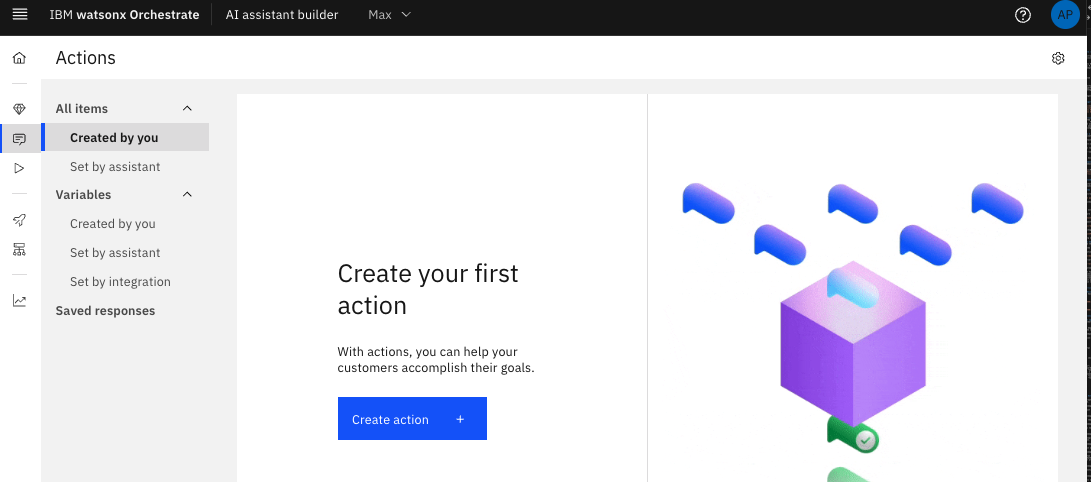 IBM watsonx Orchestrate
AI assistant builder
Max
AP
Actions
All items
Created by you
Set by assistant
Variables
Created by you
Set by assistant
Set by integration
Saved responses
Create your first
action
With actions, you can help your
customers accomplish their goals.
Create action +